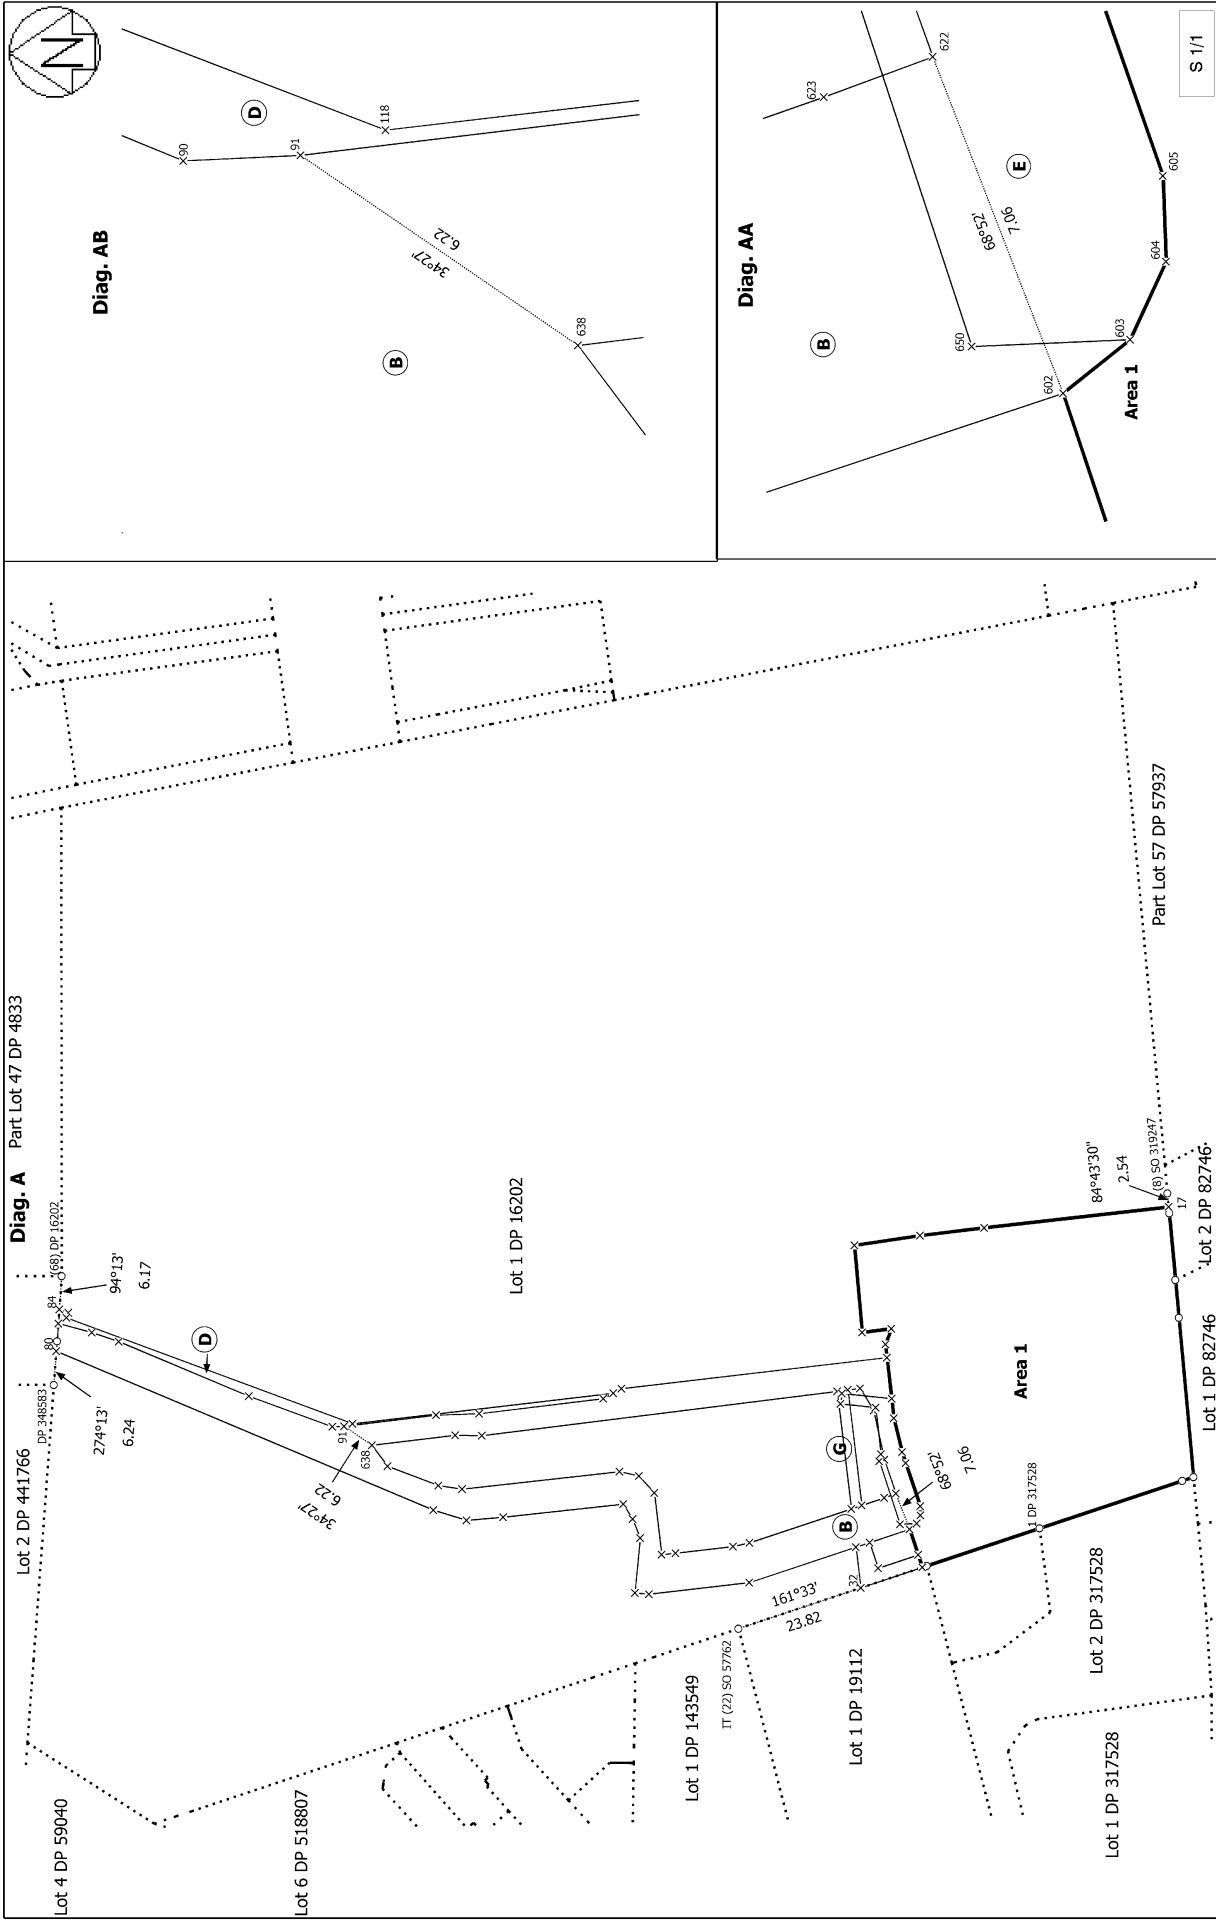 Diag. A
Part Lot 47 DP 4833
Lot 2 DP 441766
DP 348583
80
84
(68) DP 16202
274°13'
6.24
94°13'
6.17
Lot 4 DP 59040
D
91
638
34°27'
6.22
Lot 6 DP 518807
Lot 1 DP 16202
Lot 1 DP 143549
IT (22) SO 57762
161°33'
23.82
32
B
G
68°52'
7.06
Lot 1 DP 19112
1 DP 317528
Area 1
Lot 2 DP 317528
Lot 1 DP 317528
84°43'30"
2.54
(8) SO 319247
17
Part Lot 57 DP 57937
Lot 1 DP 82746
Lot 2 DP 82746
Diag. AB
N
90
D
91
118
34°27'
6.22
638
B
Diag. AA
623
622
B
650
68°52'
7.06
E
602
603
604
605
Area 1
S 1/1